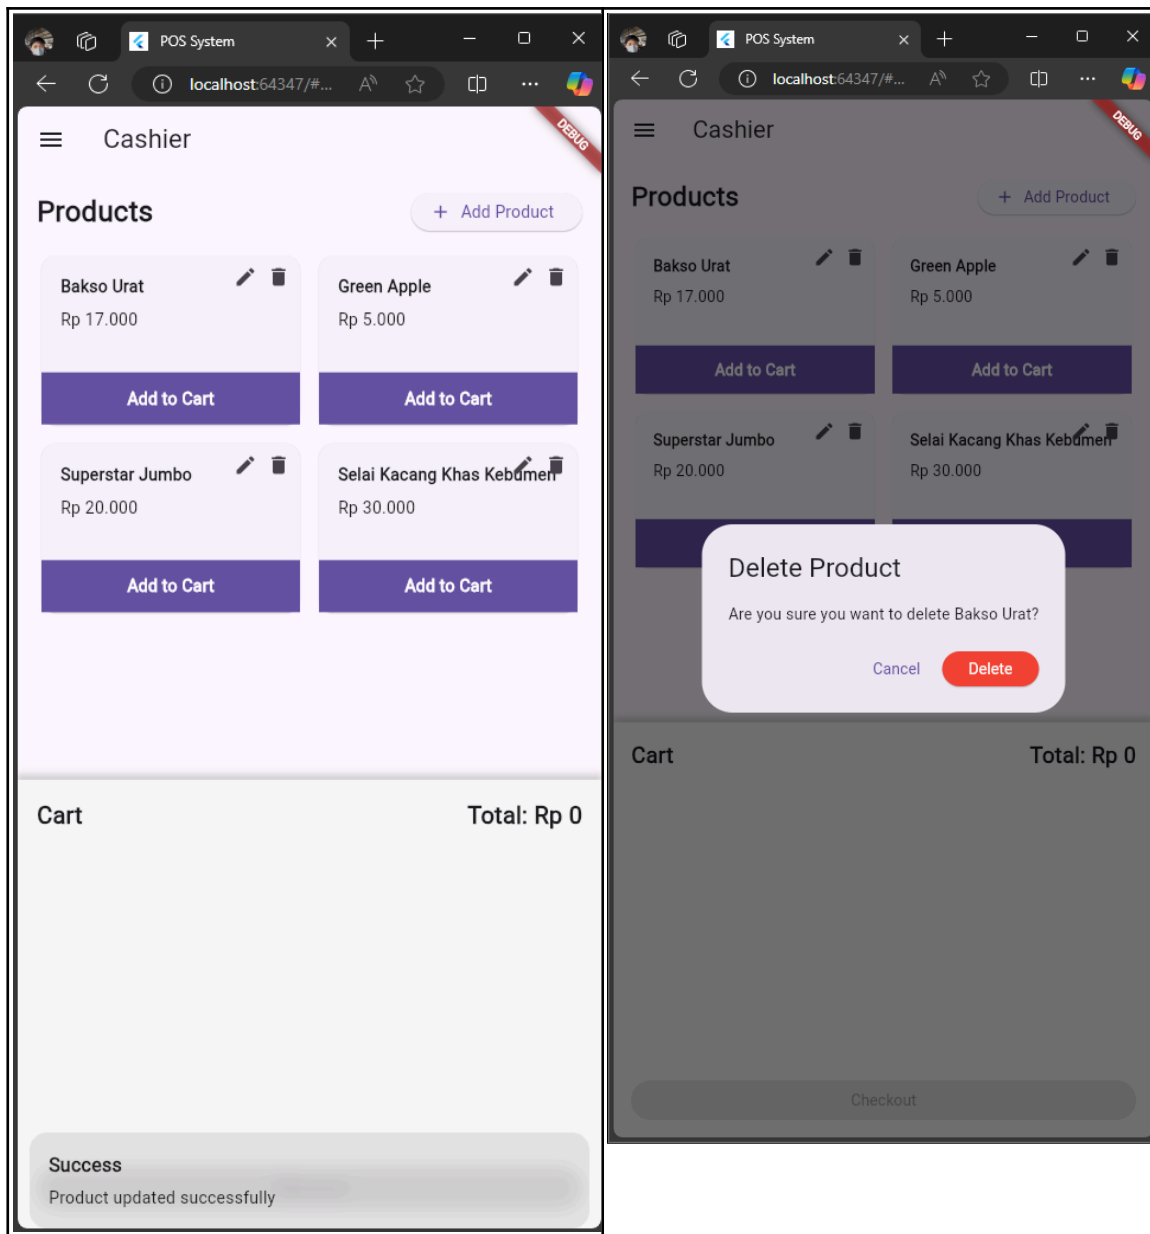 POS System
localhost:64347/#...
Cashier
DEBUG
Products
+ Add Product
Bakso Urat
Rp 17.000
Add to Cart
Green Apple
Rp 5.000
Add to Cart
Superstar Jumbo
Rp 20.000
Add to Cart
Selai Kacang Khas Kebumen
Rp 30.000
Add to Cart
Cart
Total: Rp 0
Success
Product updated successfully
POS System
localhost:64347/#...
Cashier
DEBUG
Products
+ Add Product
Bakso Urat
Rp 17.000
Add to Cart
Green Apple
Rp 5.000
Add to Cart
Superstar Jumbo
Rp 20.000
Selai Kacang Khas Kebumen
Rp 30.000
Delete Product
Are you sure you want to delete Bakso Urat?
Cancel
Delete
Cart
Total: Rp 0
Checkout